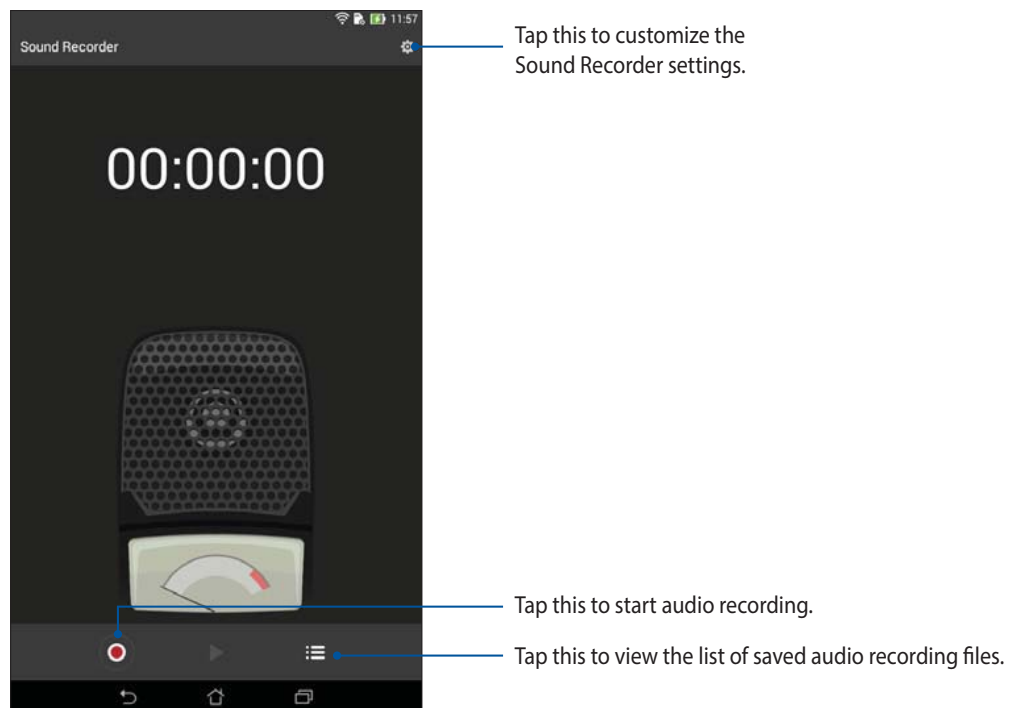 11:57
Sound Recorder
Tap this to customize the
Sound Recorder settings.
00:00:00
Tap this to start audio recording.
Tap this to view the list of saved audio recording files.